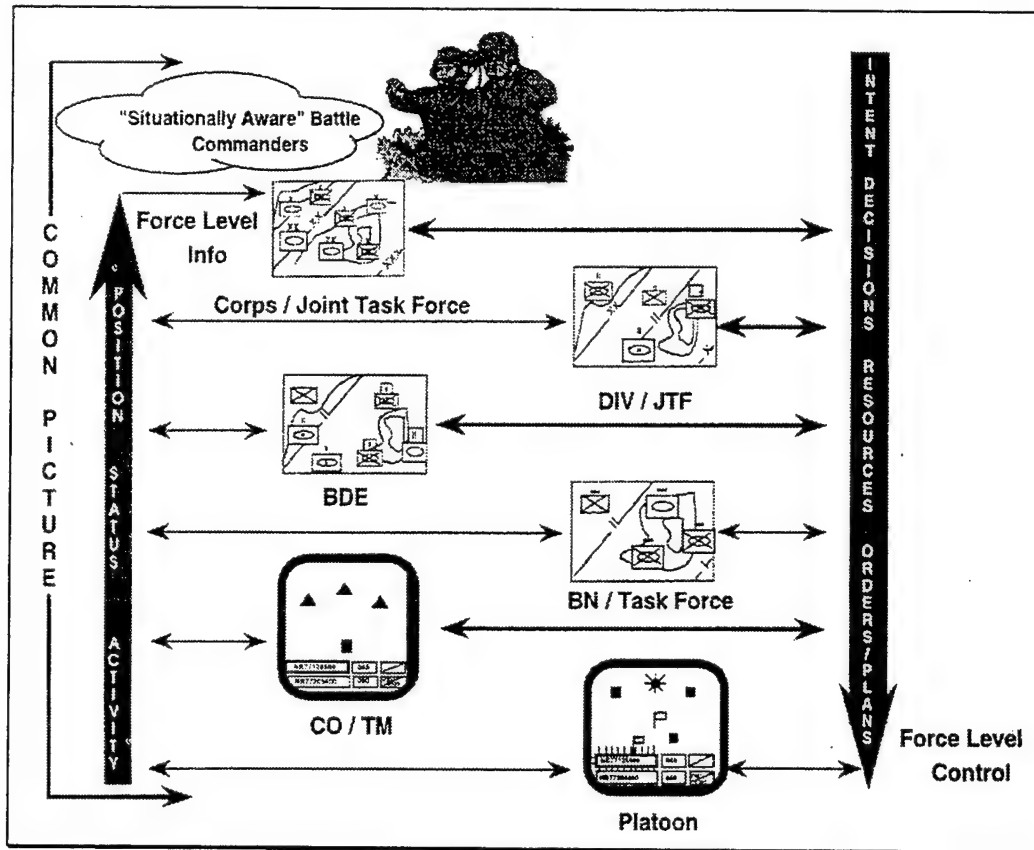 "Situationally Aware" Battle
Commanders
Force Level
Info
Corps / Joint Task Force
DIV / JTF
BDE
BN / Task Force
CO / TM
Platoon
COMMON PICTURE
POSITION STATUS ACTIVITY
INTENT DECISIONS RESOURCES ORDERS/PLANS
Force Level
Control